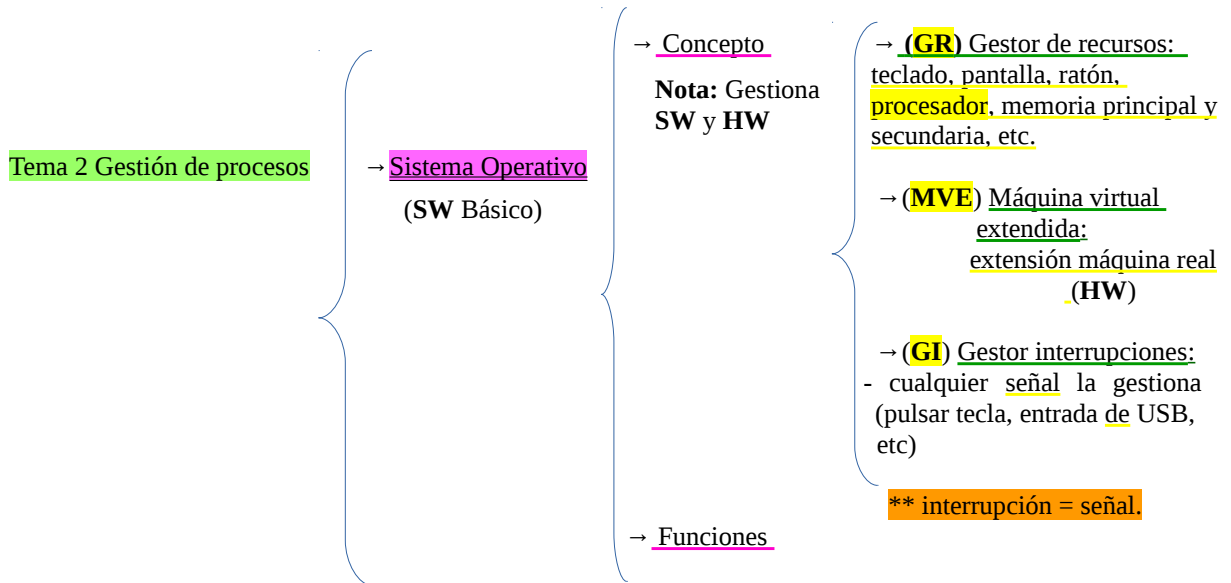 Tema 2 Gestión de procesos
→ Sistema Operativo
(SW Básico)
→ Concepto
Nota: Gestiona
SW y HW
→ (GR) Gestor de recursos:
teclado, pantalla, ratón,
procesador, memoria principal y
secundaria, etc.
→ (MVE) Máquina virtual
extendida:
extensión máquina real
(HW)
→ (GI) Gestor interrupciones:
- cualquier señal la gestiona
(pulsar tecla, entrada de USB,
etc)
** interrupción = señal.
→ Funciones